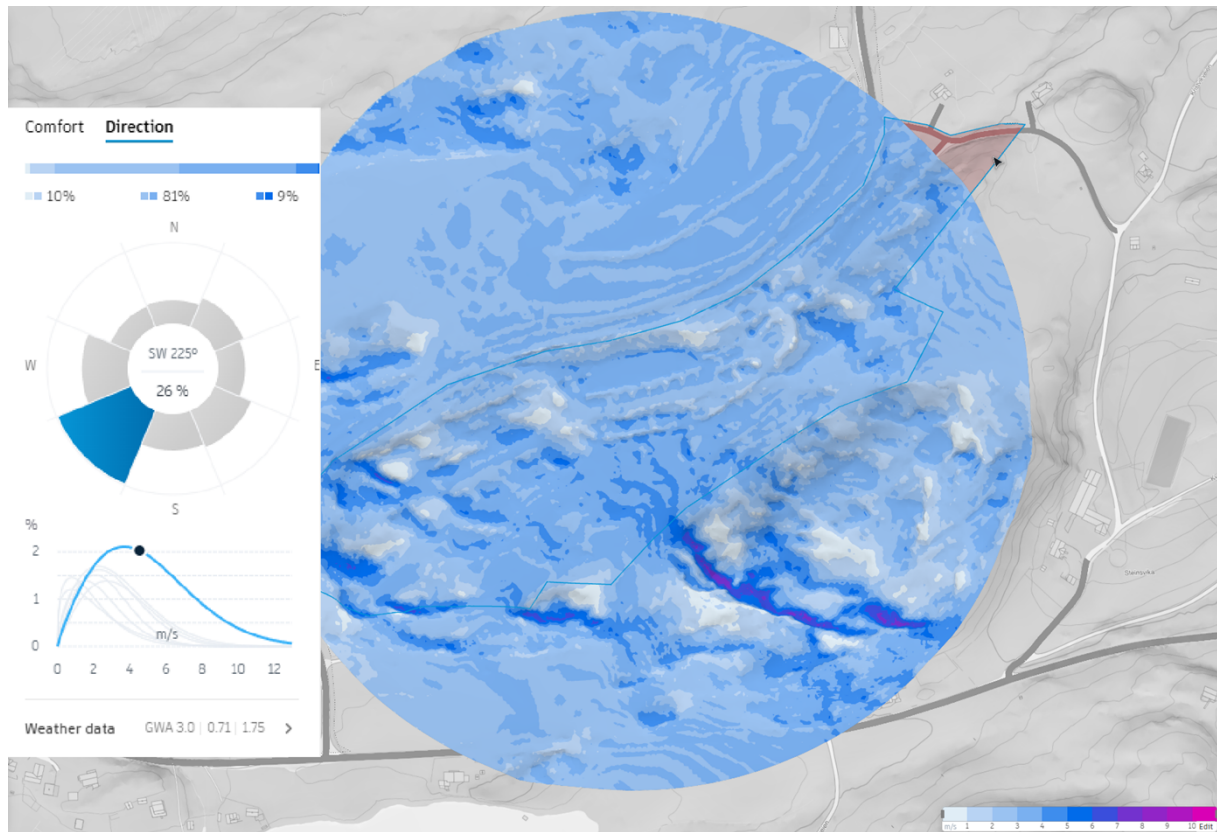 Comfort Direction
10% 81% 9%
N
W
SW 225º
E
26 %
S
%
2
1
m/s
0
0 2 4 6 8 10 12
Weather data GWA 3.0 | 0.71 | 1.75 >
m/s 1 2 3 4 5 6 7 8 9 10 Edit